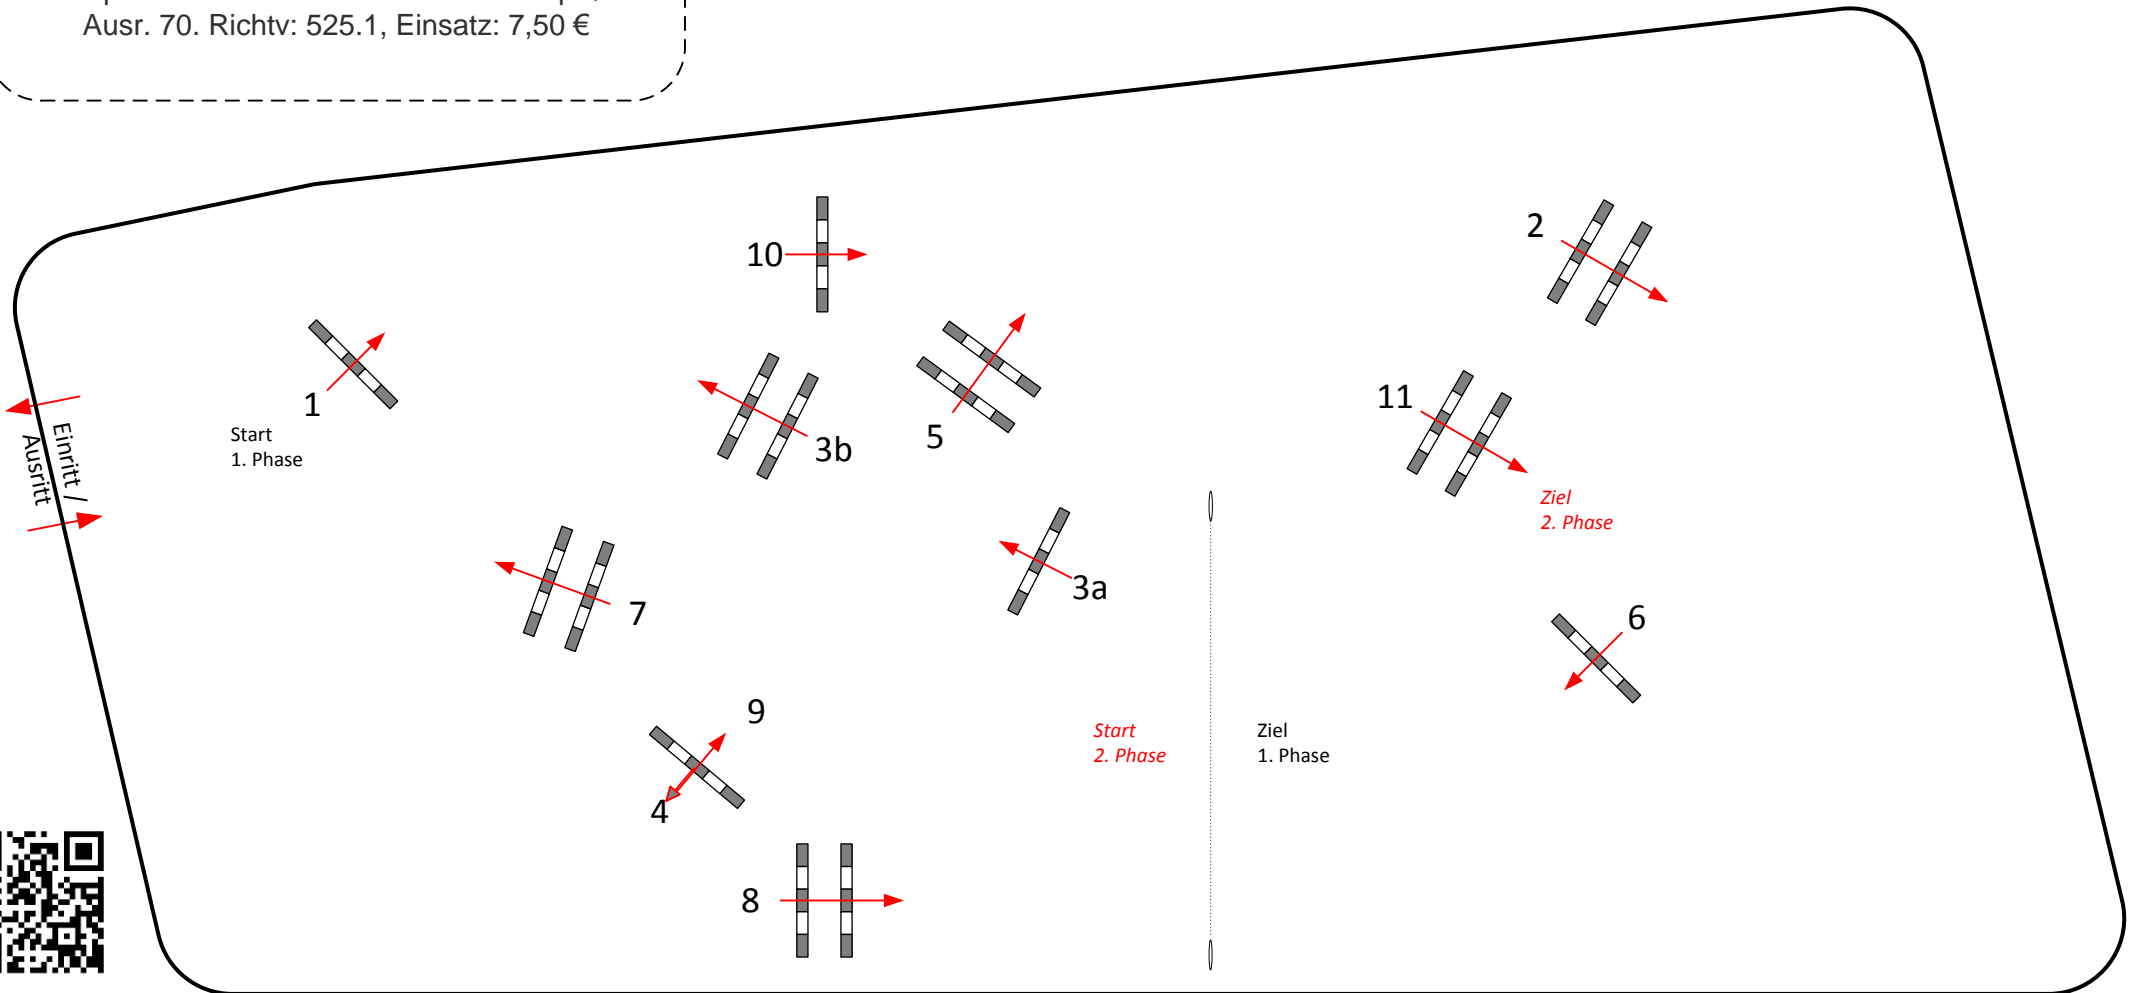 Ausr. 70. Richtv: 525.1, Einsatz: 7,50 €
2
10
11
1
Start
1. Phase
Einritt /
Ausritt
3b
5
Ziel
2. Phase
3a
7
6
9
Start
2. Phase
Ziel
1. Phase
4
8